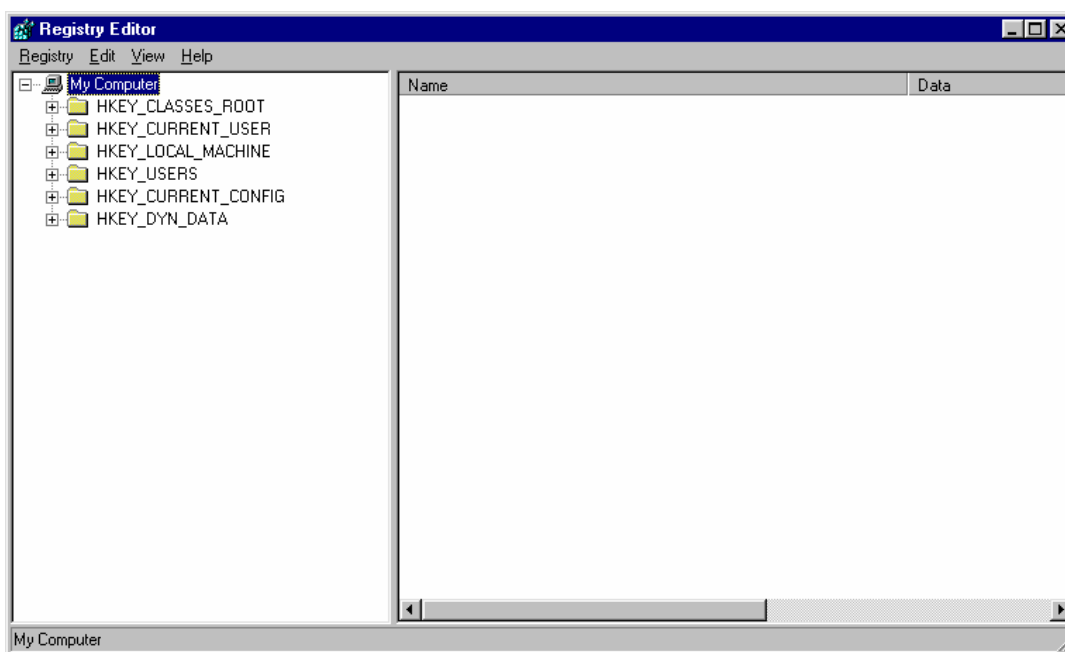 Registry Editor
Registry Edit View Help
My Computer
HKEY_CLASSES_ROOT
HKEY_CURRENT_USER
HKEY_LOCAL_MACHINE
HKEY_USERS
HKEY_CURRENT_CONFIG
HKEY_DYN_DATA
Name Data
My Computer